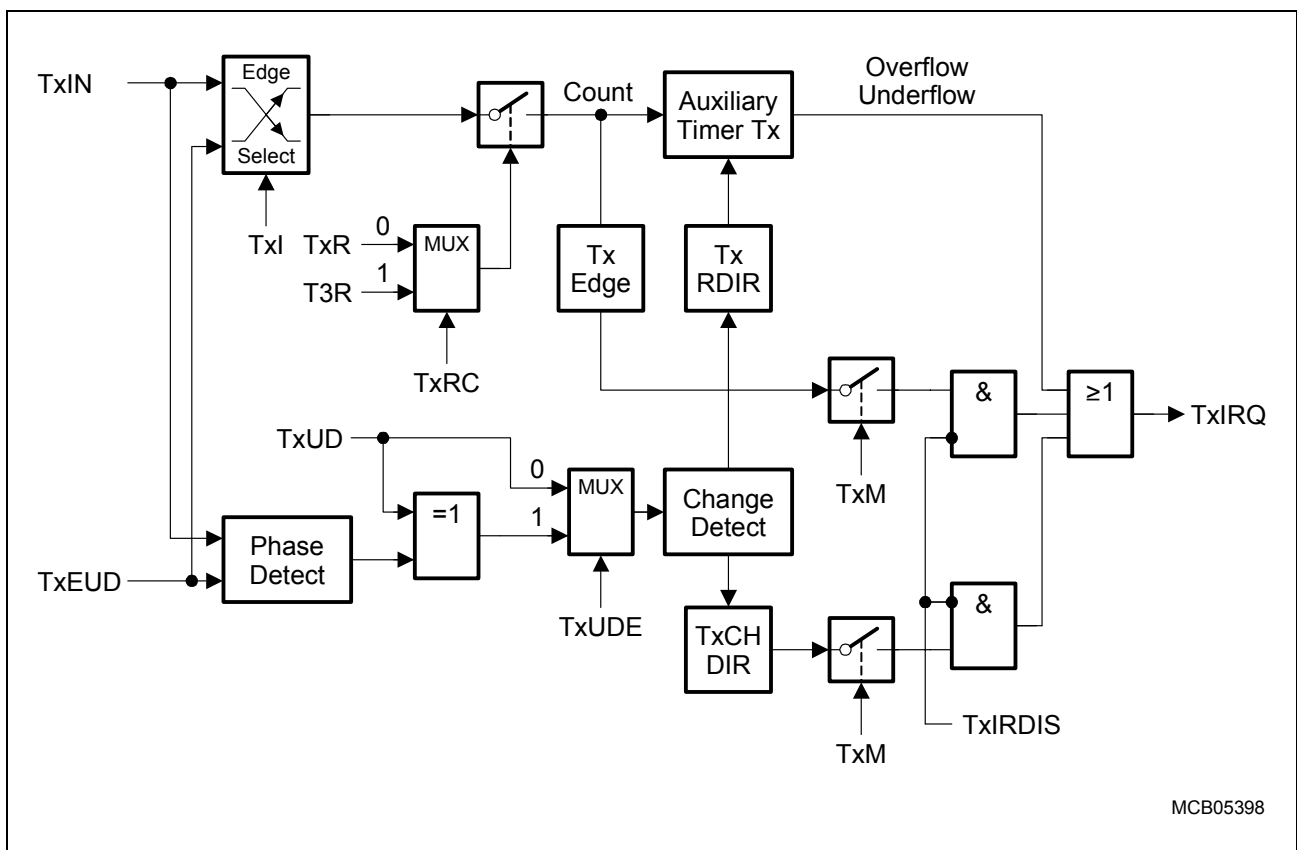 TxIN
Edge
Select
TxI
Count
Auxiliary
Timer Tx
Overflow
Underflow
TxR
0
T3R
1
MUX
TxRC
Tx
Edge
Tx
RDIR
TxM
&
≥1
TxIRQ
TxUD
0
1
=1
MUX
TxUDE
Change
Detect
Phase
Detect
TxEUD
TxCH
DIR
TxM
&
TxIRDIS
MCB05398